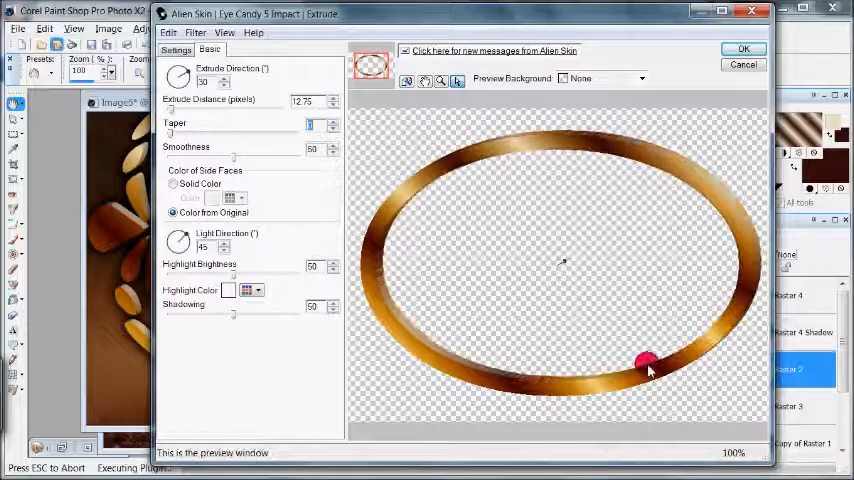 Corel Paint Shop Pro Photo X2
File Edit View Image
Presets: Zoom (%):
100
Image5*
Alien Skin | Eye Candy 5 Impact | Extrude
Edit Filter View Help
Settings Basic
Extrude Direction (°)
30
Extrude Distance (pixels) 12.75
Taper 0
Smoothness 50
Color of Side Faces
Solid Color
Color
Color from Original
Light Direction (°)
45
Highlight Brightness 50
Highlight Color
Shadowing 50
Click here for new messages from Alien Skin
Preview Background: None
OK
Cancel
All tools
None
Raster 4
Raster 4 Shadow
Raster 2
Raster 3
Copy of Raster 1
This is the preview window 100%
Press ESC to Abort Executing Plugin...